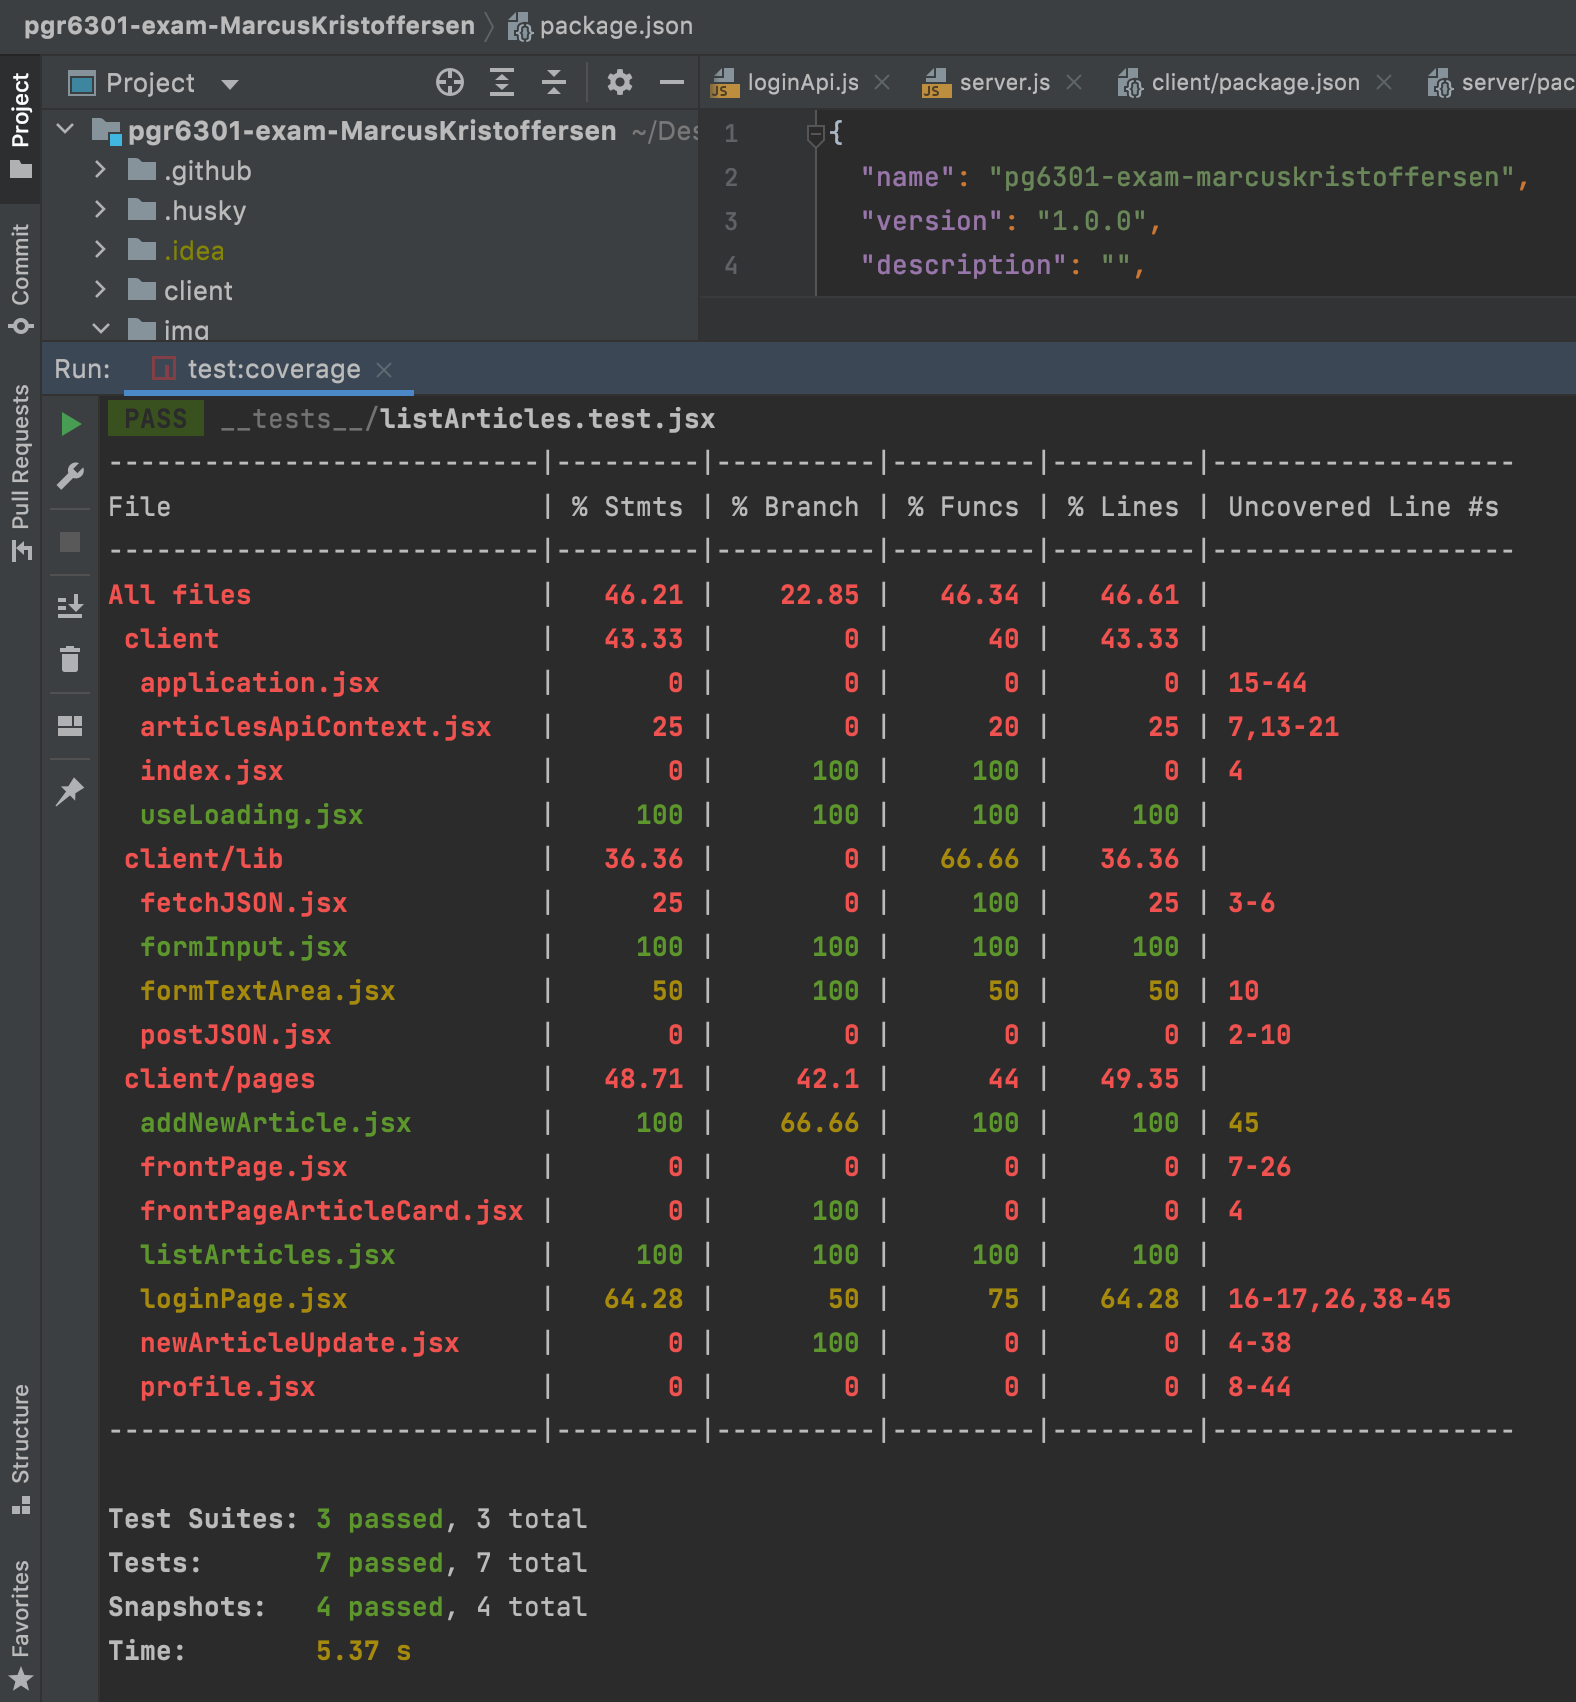 pgr6301-exam-MarcusKristoffersen
package.json
Project
loginApi.js
server.js
client/package.json
server/pac
Project
Commit
Pull Requests
Structure
Favorites
pgr6301-exam-MarcusKristoffersen ~/Des
.github
.husky
.idea
client
img
1 {
2 "name": "pg6301-exam-marcuskristoffersen",
3 "version": "1.0.0",
4 "description": "",
Run: test:coverage
PASS __tests__/listArticles.test.jsx
---------------------------|---------|----------|---------|---------|-------------------
File | % Stmts | % Branch | % Funcs | % Lines | Uncovered Line #s
---------------------------|---------|----------|---------|---------|-------------------
All files | 46.21 | 22.85 | 46.34 | 46.61 |
client | 43.33 | 0 | 40 | 43.33 |
application.jsx | 0 | 0 | 0 | 0 | 15-44
articlesApiContext.jsx | 25 | 0 | 20 | 25 | 7,13-21
index.jsx | 0 | 100 | 100 | 0 | 4
useLoading.jsx | 100 | 100 | 100 | 100 |
client/lib | 36.36 | 0 | 66.66 | 36.36 |
fetchJSON.jsx | 25 | 0 | 100 | 25 | 3-6
formInput.jsx | 100 | 100 | 100 | 100 |
formTextArea.jsx | 50 | 100 | 50 | 50 | 10
postJSON.jsx | 0 | 0 | 0 | 0 | 2-10
client/pages | 48.71 | 42.1 | 44 | 49.35 |
addNewArticle.jsx | 100 | 66.66 | 100 | 100 | 45
frontPage.jsx | 0 | 0 | 0 | 0 | 7-26
frontPageArticleCard.jsx | 0 | 100 | 0 | 0 | 4
listArticles.jsx | 100 | 100 | 100 | 100 |
loginPage.jsx | 64.28 | 50 | 75 | 64.28 | 16-17,26,38-45
newArticleUpdate.jsx | 0 | 100 | 0 | 0 | 4-38
profile.jsx | 0 | 0 | 0 | 0 | 8-44
---------------------------|---------|----------|---------|---------|-------------------
Test Suites: 3 passed, 3 total
Tests: 7 passed, 7 total
Snapshots: 4 passed, 4 total
Time: 5.37 s